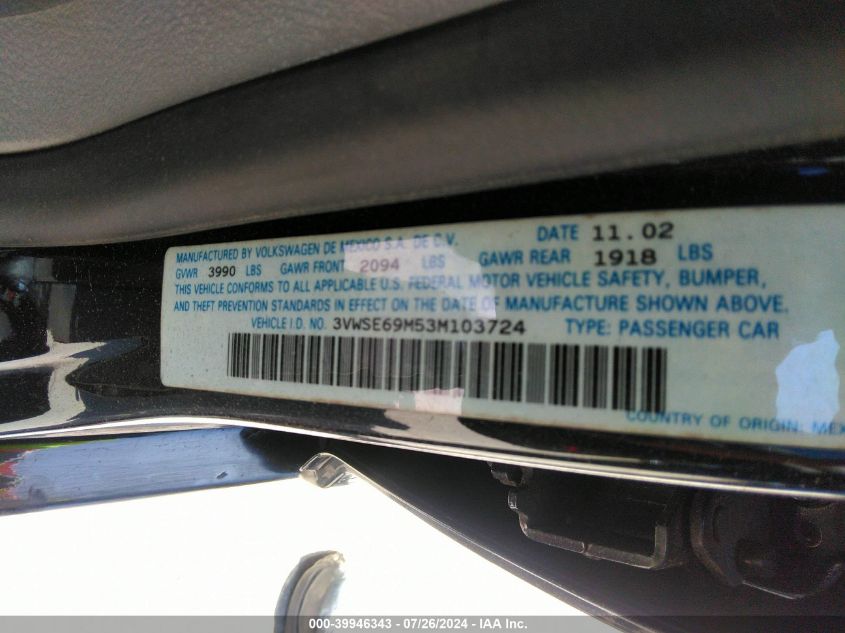 MANUFACTURED BY VOLKSWAGEN DE MEXICO S.A. DE C.V. DATE 11.02
GVWR 3990 LBS GAWR FRONT 2094 LBS GAWR REAR 1918 LBS
THIS VEHICLE CONFORMS TO ALL APPLICABLE U.S. FEDERAL MOTOR VEHICLE SAFETY, BUMPER,
AND THEFT PREVENTION STANDARDS IN EFFECT ON THE DATE OF MANUFACTURE SHOWN ABOVE.
VEHICLE I.D. NO. 3VWSE69M53M103724 TYPE: PASSENGER CAR
COUNTRY OF ORIGIN: MEX
000-39946343 - 07/26/2024 - IAA Inc.